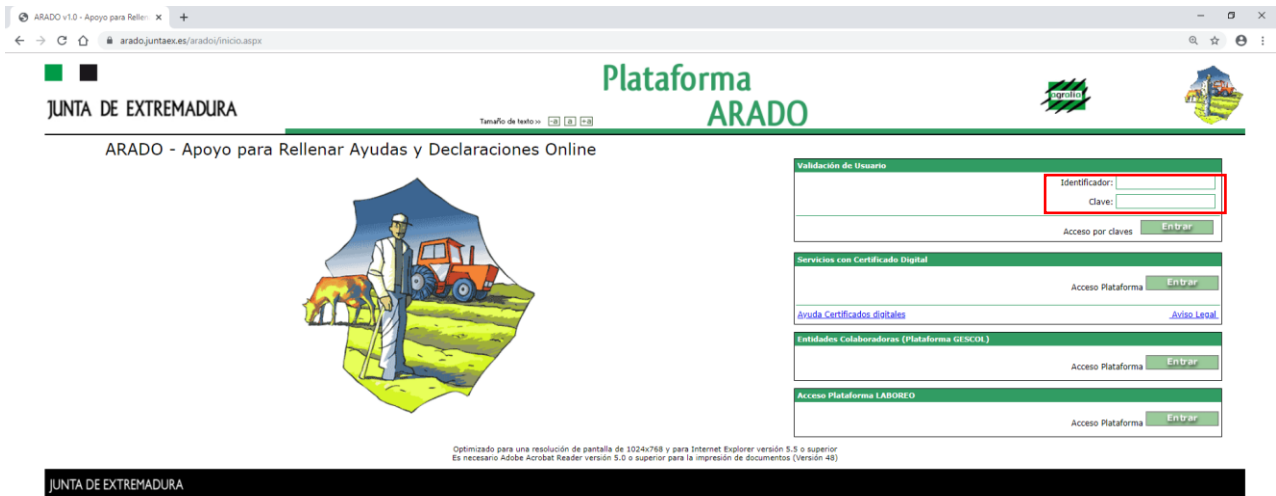 ARADO v1.0 - Apoyo para Rellen
arado.juntaex.es/aradoi/inicio.aspx
JUNTA DE EXTREMADURA
Tamaño de texto» -a a +a
Plataforma
ARADO
agrolia
ARADO - Apoyo para Rellenar Ayudas y Declaraciones Online
Validación de Usuario
Identificador:
Clave:
Acceso por claves Entrar
Servicios con Certificado Digital
Acceso Plataforma Entrar
Ayuda Certificados digitales Aviso Legal
Entidades Colaboradoras (Plataforma GESCOL)
Acceso Plataforma Entrar
Acceso Plataforma LABOREO
Acceso Plataforma Entrar
Optimizado para una resolución de pantalla de 1024x768 y para Internet Explorer versión 5.5 o superior
Es necesario Adobe Acrobat Reader versión 5.0 o superior para la impresión de documentos (Versión 48)
JUNTA DE EXTREMADURA